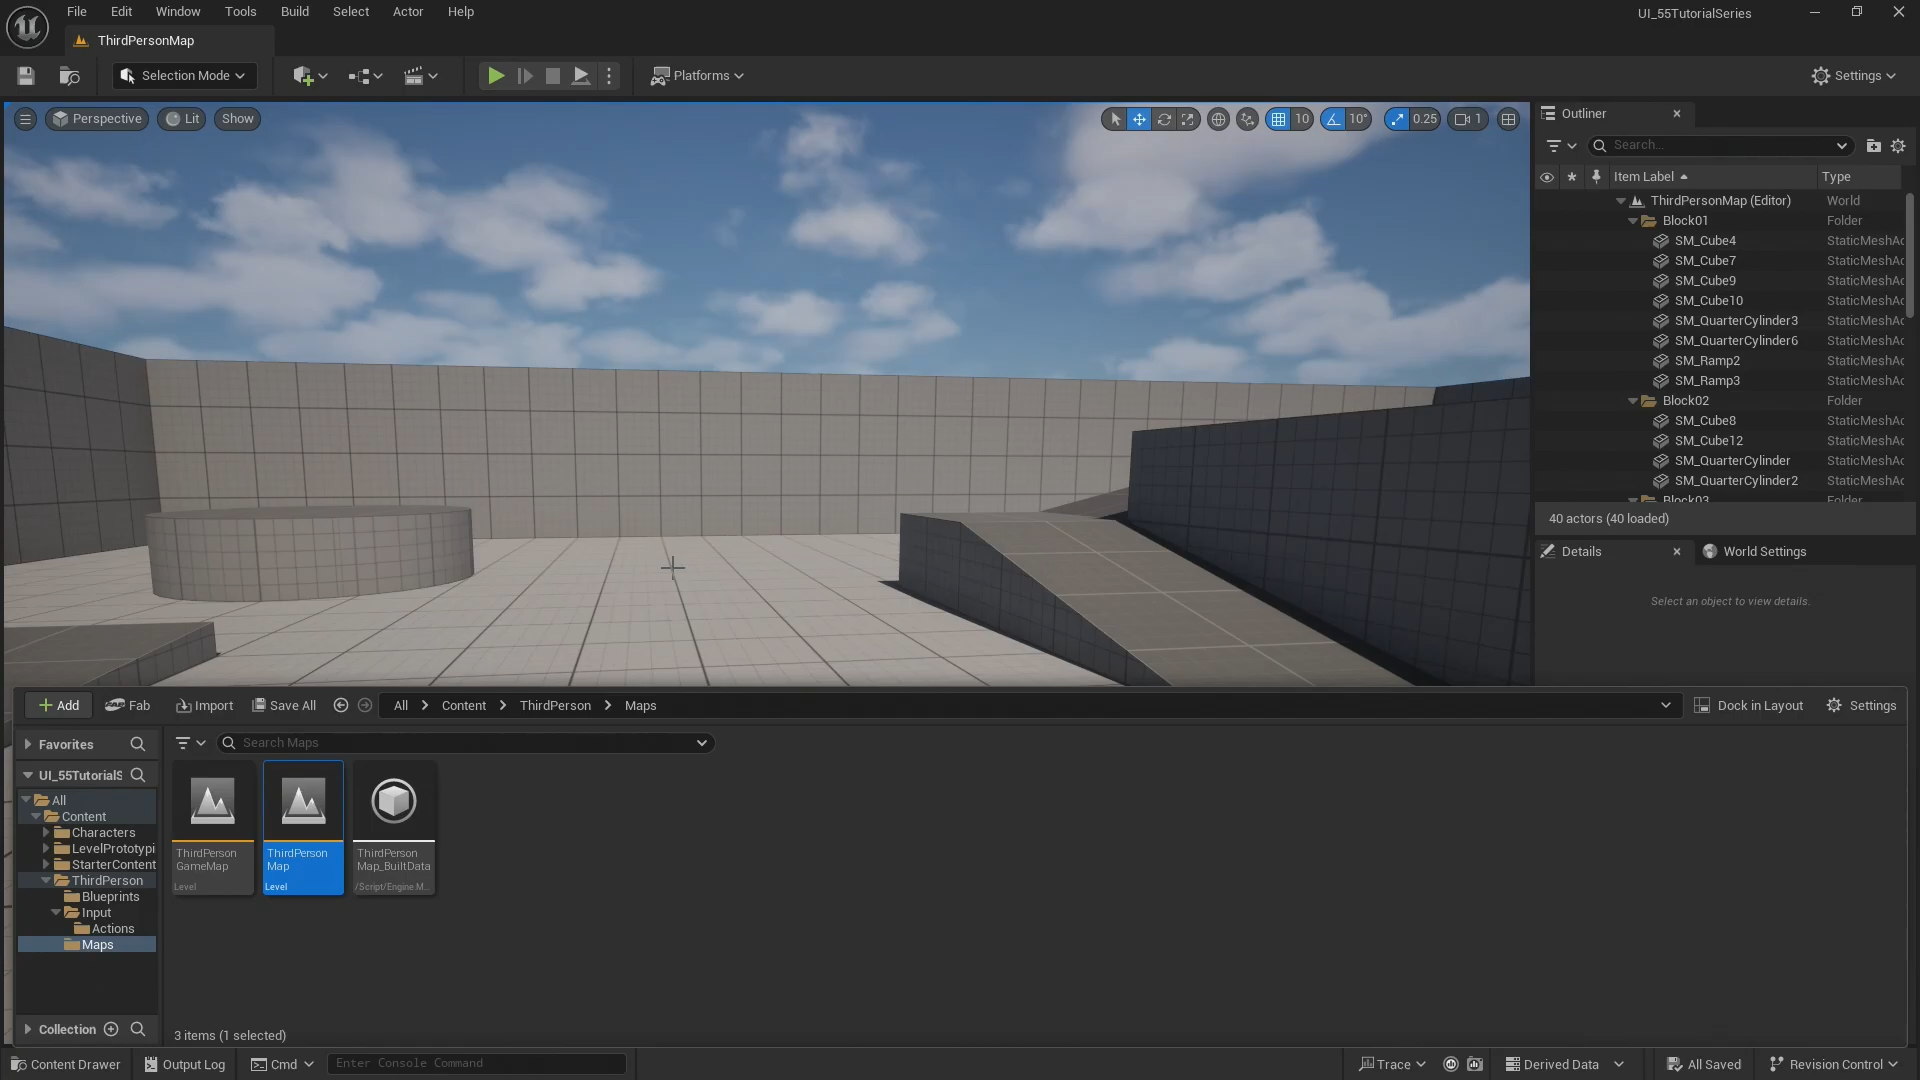 File Edit Window Tools Build Select Actor Help
UI_55TutorialSeries
ThirdPersonMap
Selection Mode
Platforms
Settings
Perspective
Lit
Show
10
10°
0.25
1
Outliner
Search...
Item Label
Type
ThirdPersonMap (Editor) World
Block01 Folder
SM_Cube4 StaticMeshAc
SM_Cube7 StaticMeshAc
SM_Cube9 StaticMeshAc
SM_Cube10 StaticMeshAc
SM_QuarterCylinder3 StaticMeshAc
SM_QuarterCylinder6 StaticMeshAc
SM_Ramp2 StaticMeshAc
SM_Ramp3 StaticMeshAc
Block02 Folder
SM_Cube8 StaticMeshAc
SM_Cube12 StaticMeshAc
SM_QuarterCylinder StaticMeshAc
SM_QuarterCylinder2 StaticMeshAc
Block03 Folder
40 actors (40 loaded)
Details
World Settings
Select an object to view details.
Add
Fab
Import
Save All
All > Content > ThirdPerson > Maps
Dock in Layout
Settings
Favorites
Search Maps
UI_55TutorialS
All
Content
Characters
LevelPrototypi
StarterContent
ThirdPerson
Blueprints
Input
Actions
Maps
ThirdPerson
GameMap
Level
ThirdPerson
Map
Level
ThirdPerson
Map_BuiltData
/Script/Engine.M...
Collection
3 items (1 selected)
Content Drawer
Output Log
Cmd
Enter Console Command
Trace
Derived Data
All Saved
Revision Control